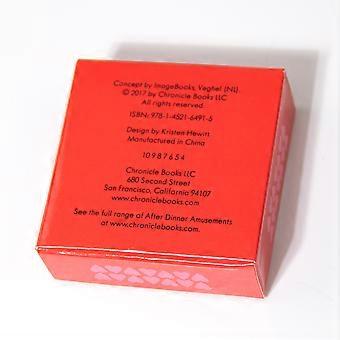 Concept by ImageBooks, Veghel (NL).
© 2017 by Chronicle Books LLC
All rights reserved.
ISBN: 978-1-4521-6491-5
Design by Kristen Hewitt
Manufactured in China
10 9 8 7 6 5 4
Chronicle Books LLC
680 Second Street
San Francisco, California 94107
www.chroniclebooks.com
See the full range of After Dinner Amusements
at www.chroniclebooks.com.